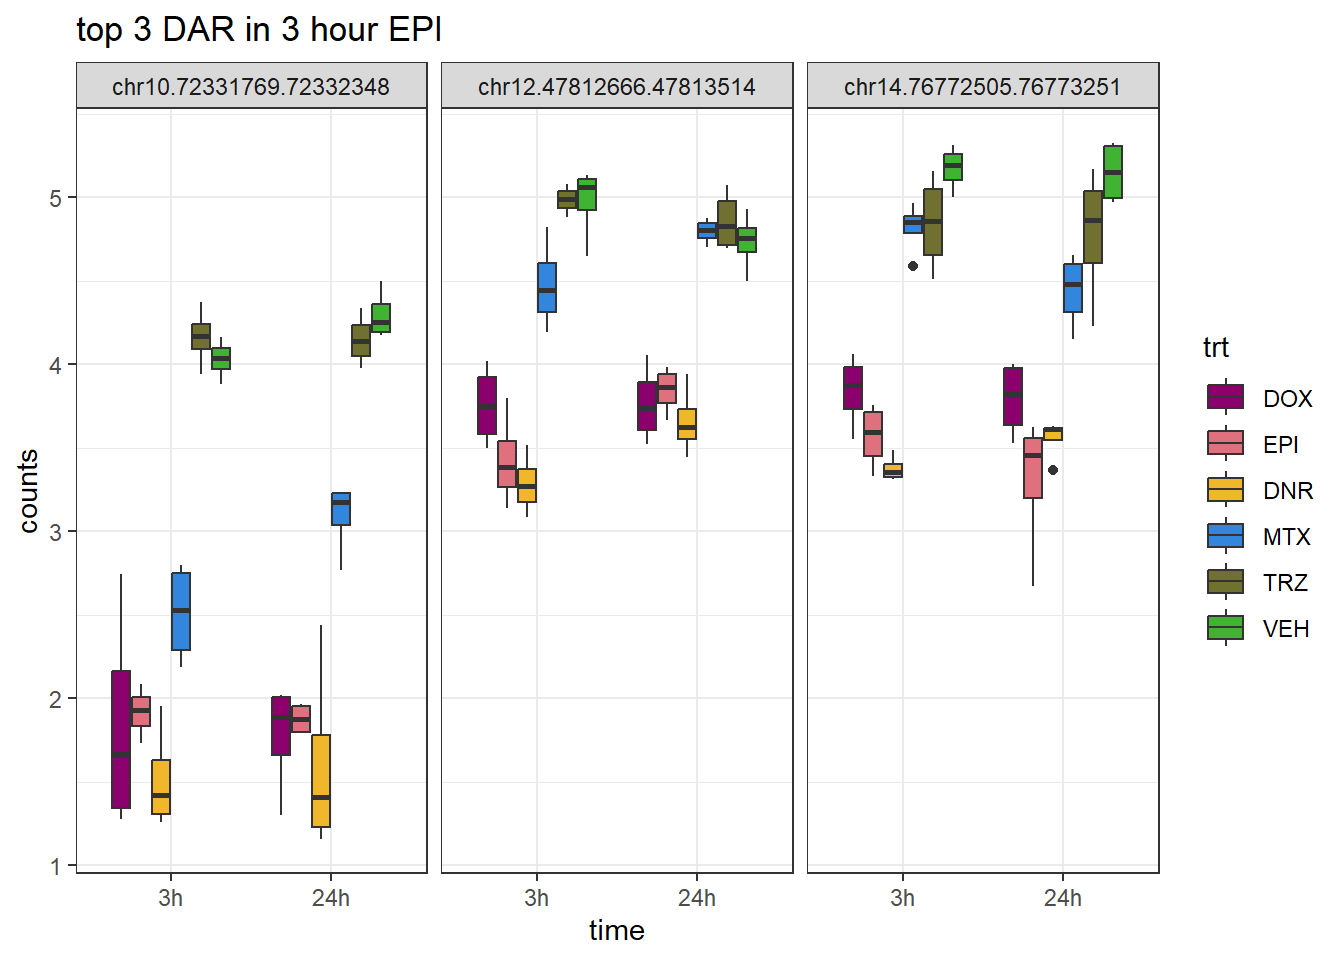 top 3 DAR in 3 hour EPI
chr10.72331769.72332348
chr12.47812666.47813514
chr14.76772505.76773251
counts
5
4
3
2
1
3h
24h
3h
24h
3h
24h
time
trt
DOX
EPI
DNR
MTX
TRZ
VEH